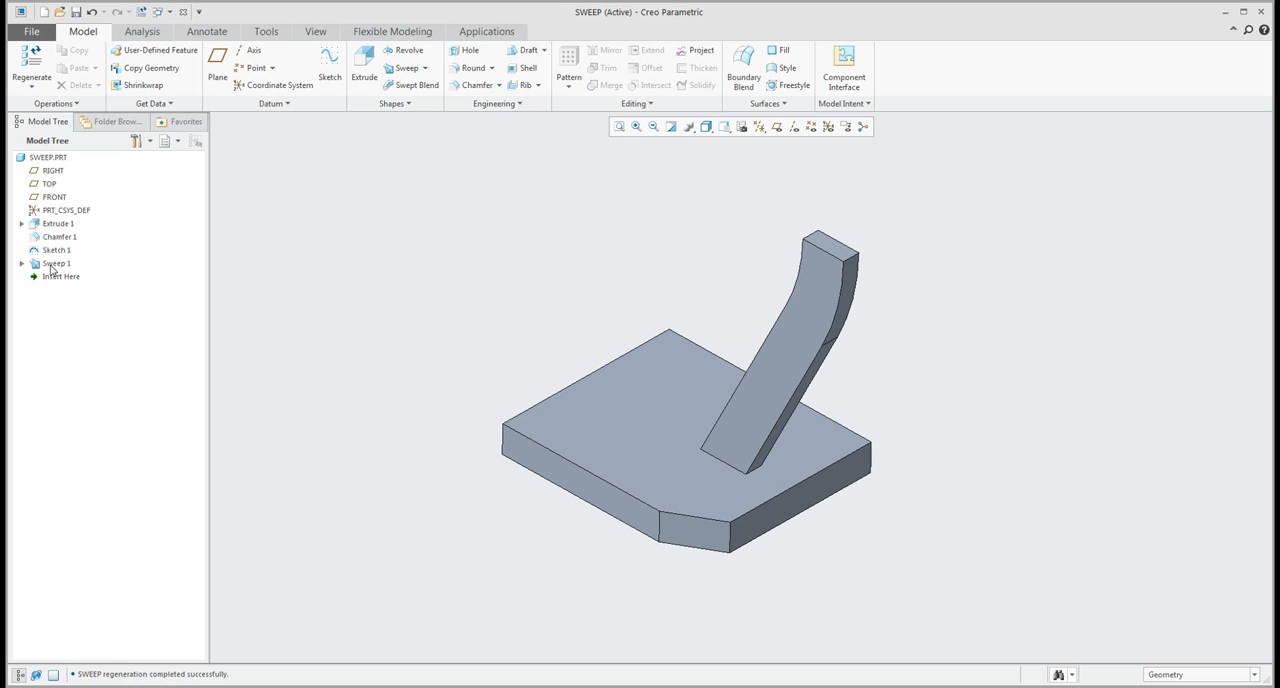 SWEEP (Active) - Creo Parametric
File Model Analysis Annotate Tools View Flexible Modeling Applications
Regenerate
Copy
Paste
Delete
Operations
User-Defined Feature
Copy Geometry
Shrinkwrap
Get Data
Plane
Axis
Point
Coordinate System
Sketch
Datum
Extrude
Revolve
Sweep
Swept Blend
Shapes
Hole
Round
Chamfer
Draft
Shell
Rib
Engineering
Pattern
Mirror
Trim
Merge
Extend
Offset
Intersect
Project
Thicken
Solidify
Editing
Boundary
Blend
Fill
Style
Freestyle
Surfaces
Component
Interface
Model Intent
Model Tree Folder Brow... Favorites
Model Tree
SWEEP.PRT
RIGHT
TOP
FRONT
PRT_CSYS_DEF
Extrude 1
Chamfer 1
Sketch 1
Sweep 1
Insert Here
• SWEEP regeneration completed successfully.
Geometry